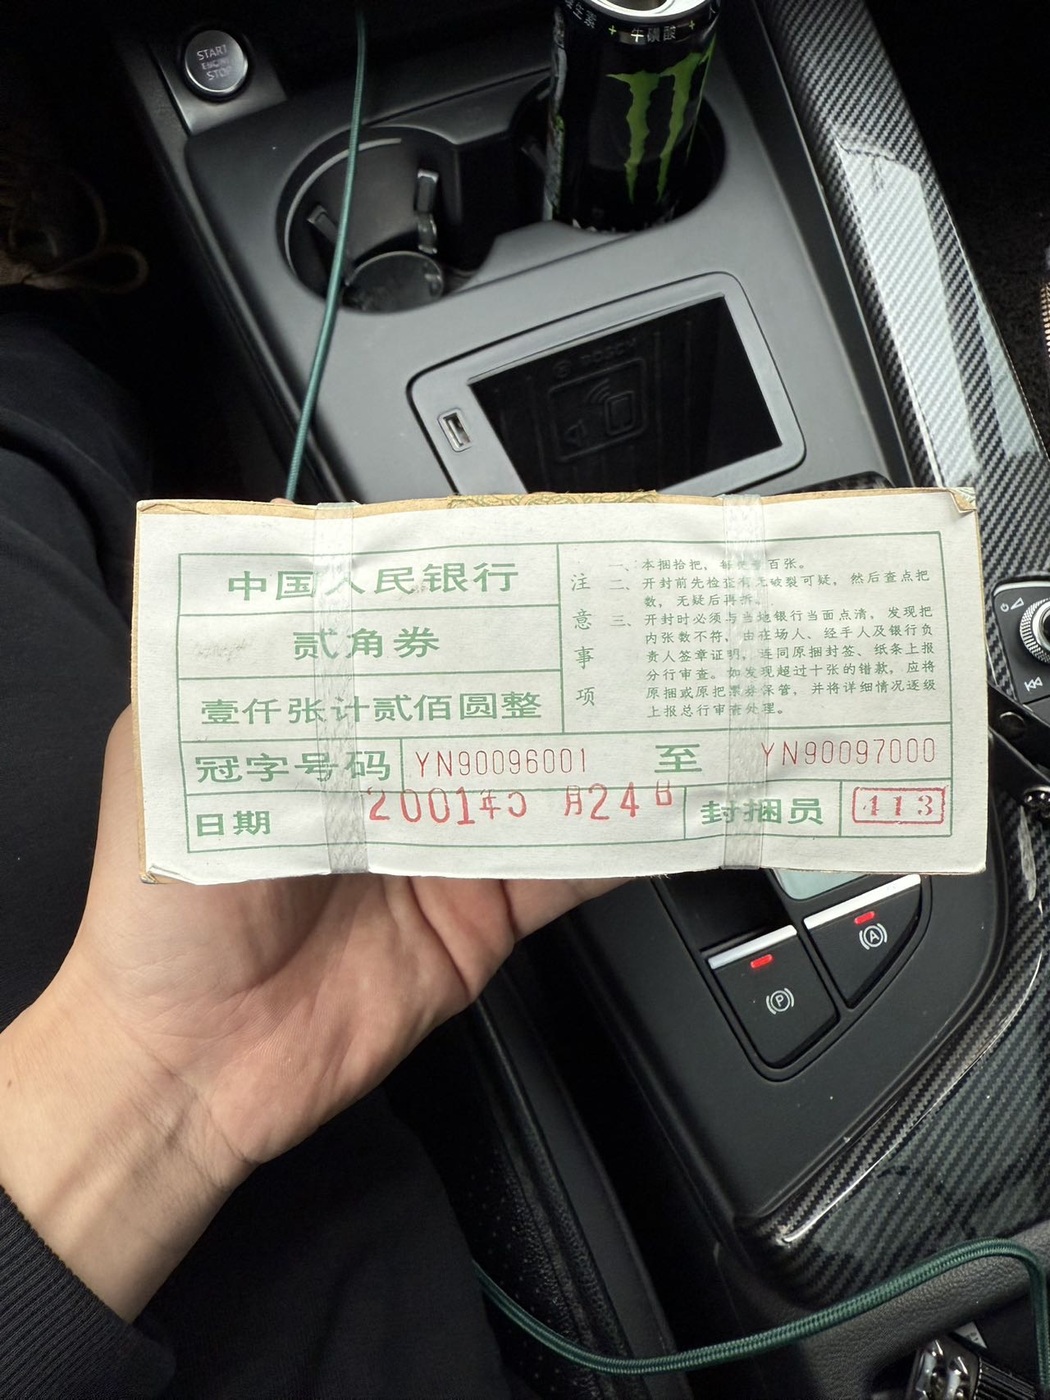 START
ENGINE
STOP
牛磺酸
中国人民银行
贰角券
壹仟张计贰佰圆整
注意事项
一、本捆拾把，每把壹百张。
二、开封前先检查有无破裂可疑，然后查点把
数，无疑后再拆。
三、开封时必须与当地银行当面点清，发现把
内张数不符，由在场人、经手人及银行负
责人签章证明，连同原捆封签、纸条上报
分行审查。如发现超过十张的错款，应将
原捆或原把票券保管，并将详细情况逐级
上报总行审查处理。
冠字号码 YN90096001 至 YN90097000
日期 2001年5月24日 封捆员 113
P
A